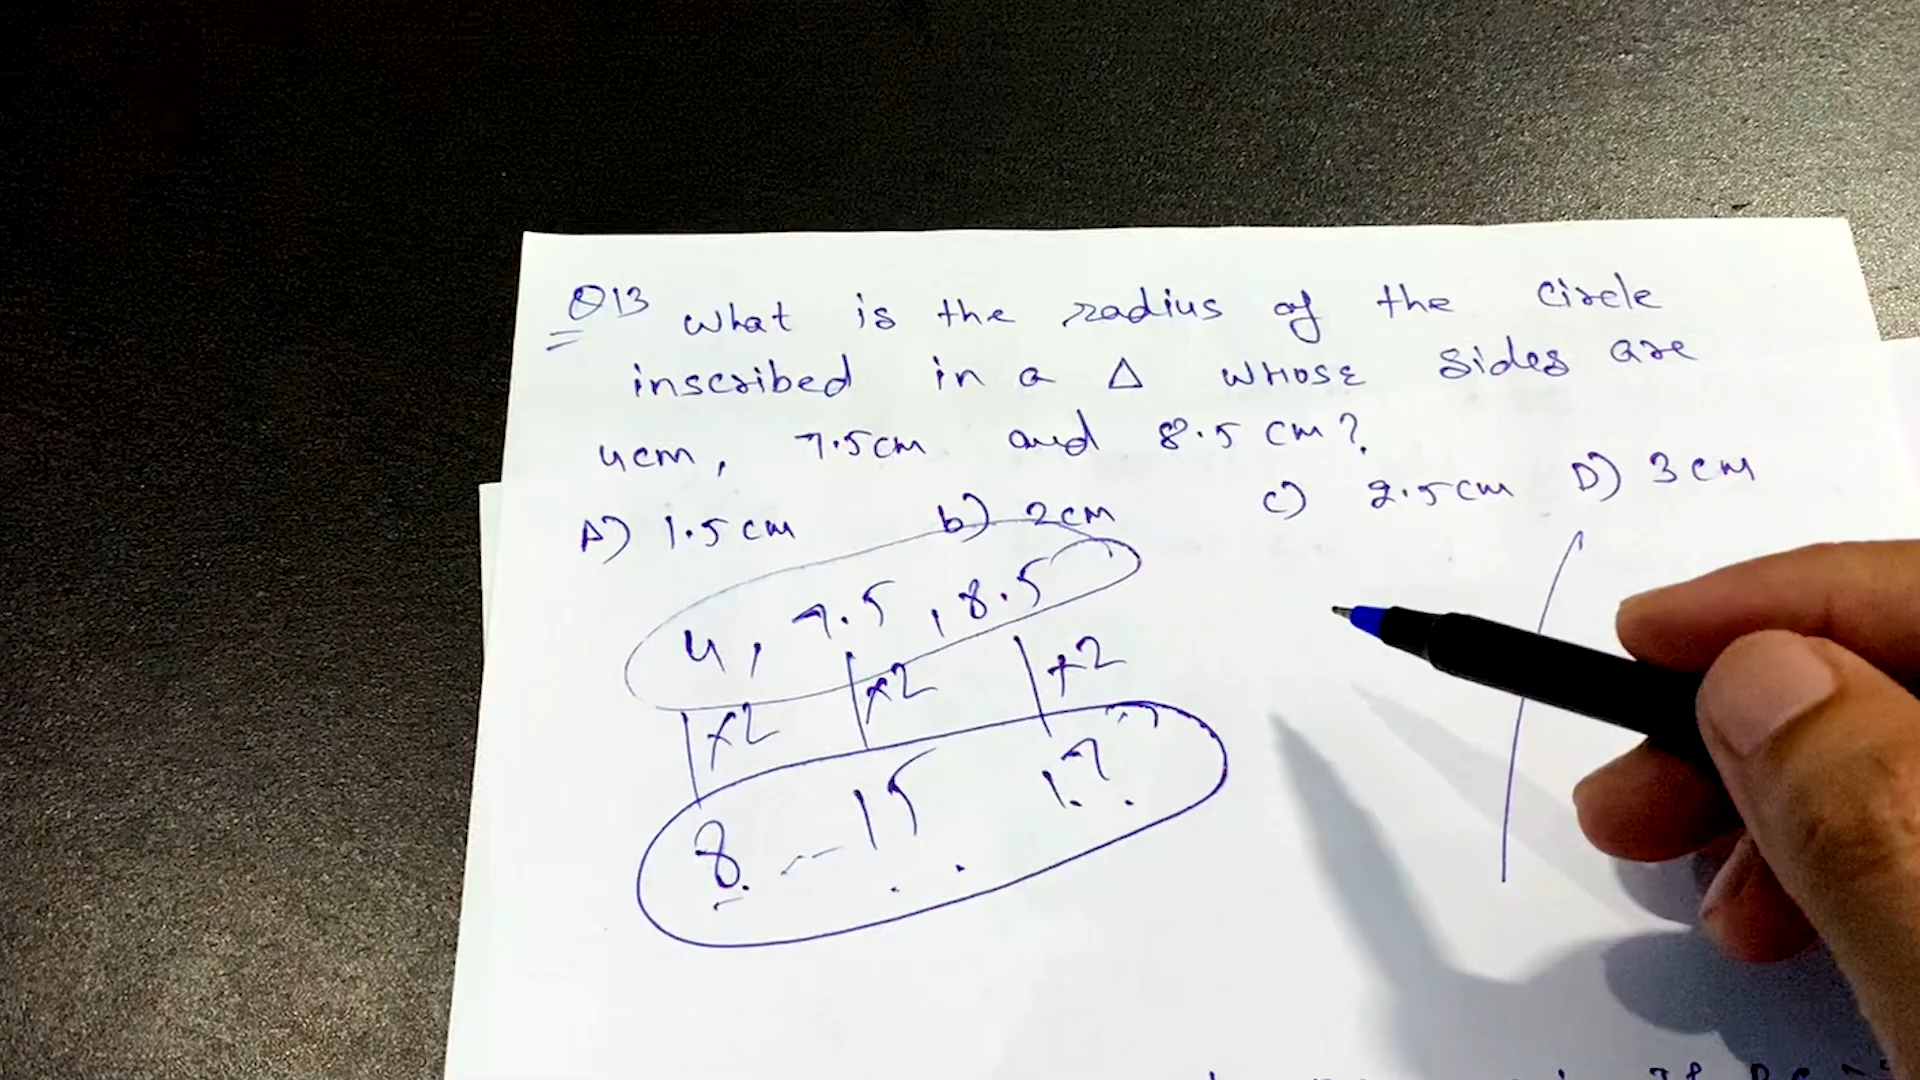 Q13 What is the radius of the circle
inscribed in a Δ whose sides are
4cm, 7.5cm and 8.5 cm?
A) 1.5 cm b) 2cm C) 2.5cm D) 3 cm
4, 7.5, 8.5
×2 ×2 ×2
8 - 15 17